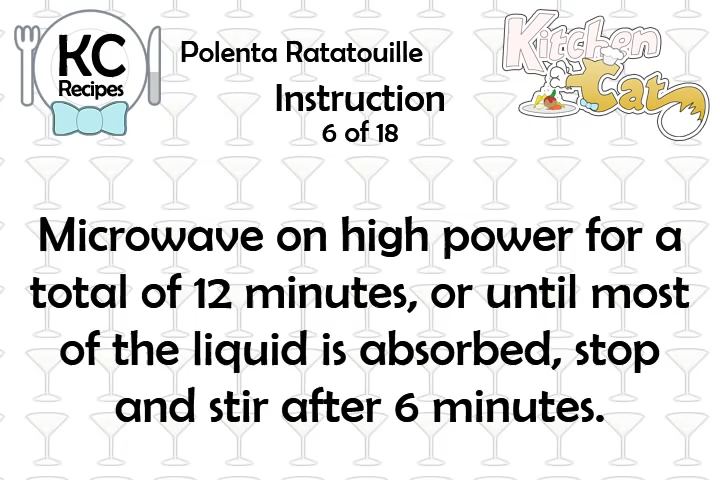 KC
Recipes
Polenta Ratatouille
Kitchen
Cat
Instruction
6 of 18
Microwave on high power for a
total of 12 minutes, or until most
of the liquid is absorbed, stop
and stir after 6 minutes.